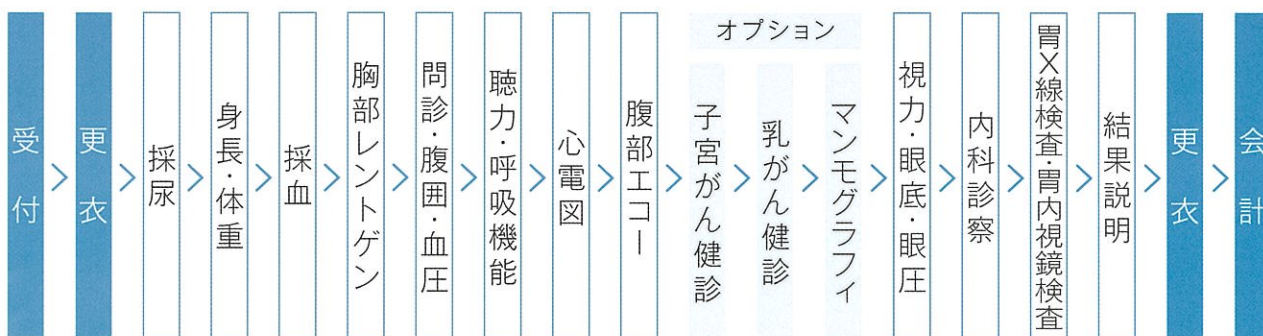 受付
更衣
採尿
身長・体重
採血
胸部レントゲン
問診・腹囲・血圧
聴力・呼吸機能
心電図
腹部エコー
オプション
子宮がん健診
乳がん健診
マンモグラフィ
視力・眼底・眼圧
内科診察
胃X線検査・胃内視鏡検査
結果説明
更衣
会計